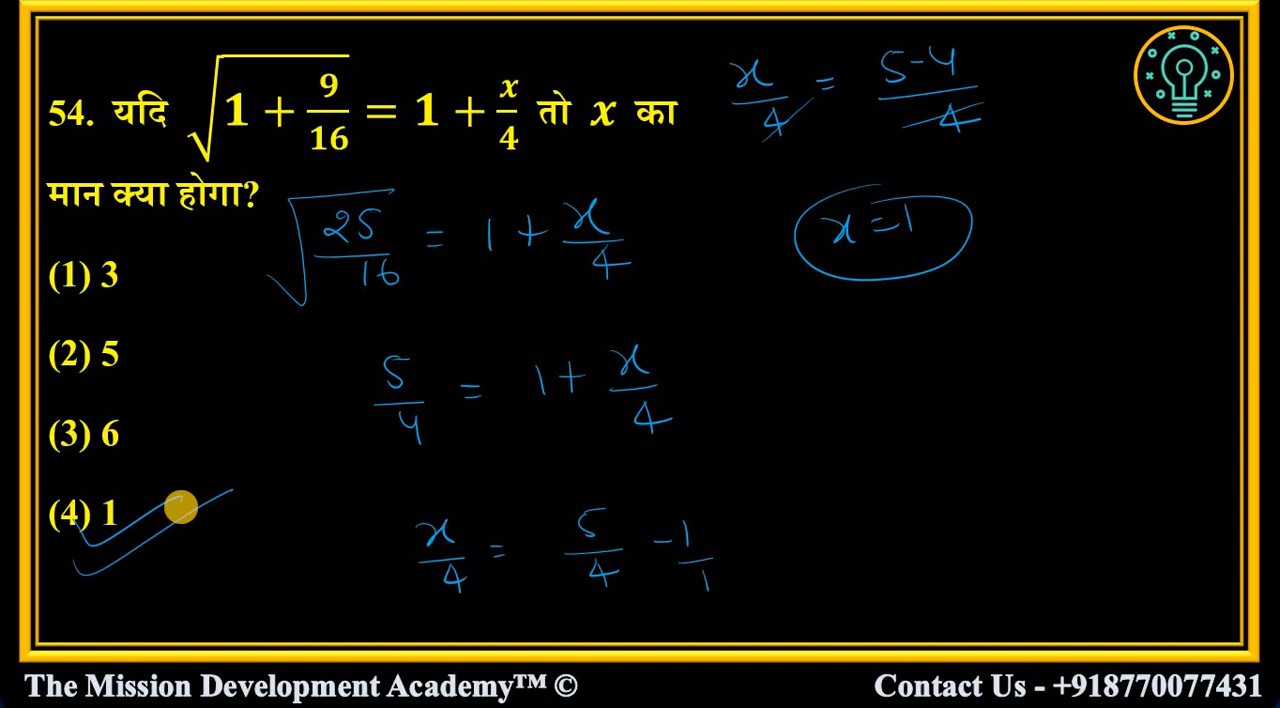 54. यदि √(1 + 9/16) = 1 + x/4 तो x का
मान क्या होगा?
(1) 3
(2) 5
(3) 6
(4) 1
√(25/16) = 1 + x/4
5/4 = 1 + x/4
x/4 = 5/4 - 1/1
x/4 = 5-4/4
x = 1
The Mission Development Academy™ ©
Contact Us - +918770077431